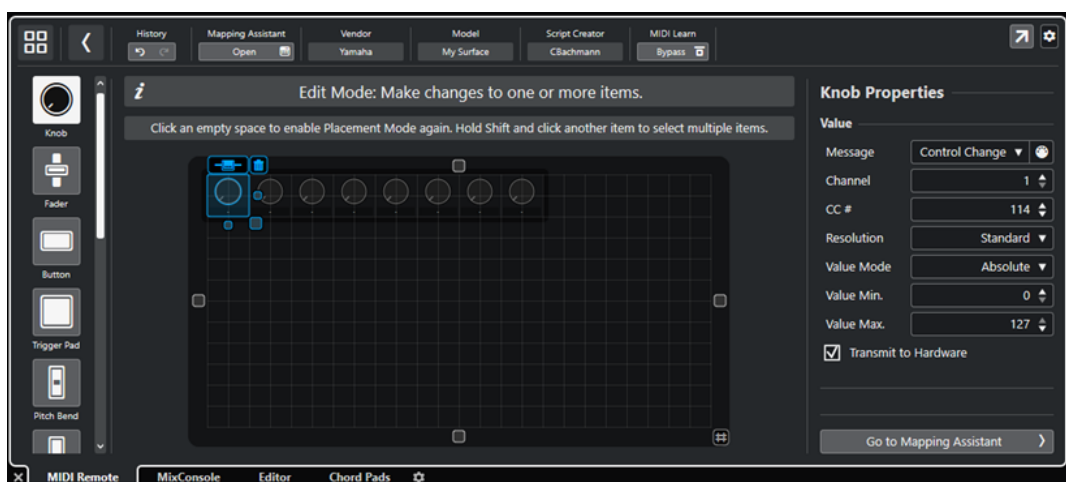 History
Mapping Assistant
Vendor
Model
Script Creator
MIDI Learn
Open
Yamaha
My Surface
CBachmann
Bypass
Knob
Fader
Button
Trigger Pad
Pitch Bend
i
Edit Mode: Make changes to one or more items.
Click an empty space to enable Placement Mode again. Hold Shift and click another item to select multiple items.
Knob Properties
Value
Message Control Change
Channel 1
CC # 114
Resolution Standard
Value Mode Absolute
Value Min. 0
Value Max. 127
Transmit to Hardware
Go to Mapping Assistant
MIDI Remote MixConsole Editor Chord Pads